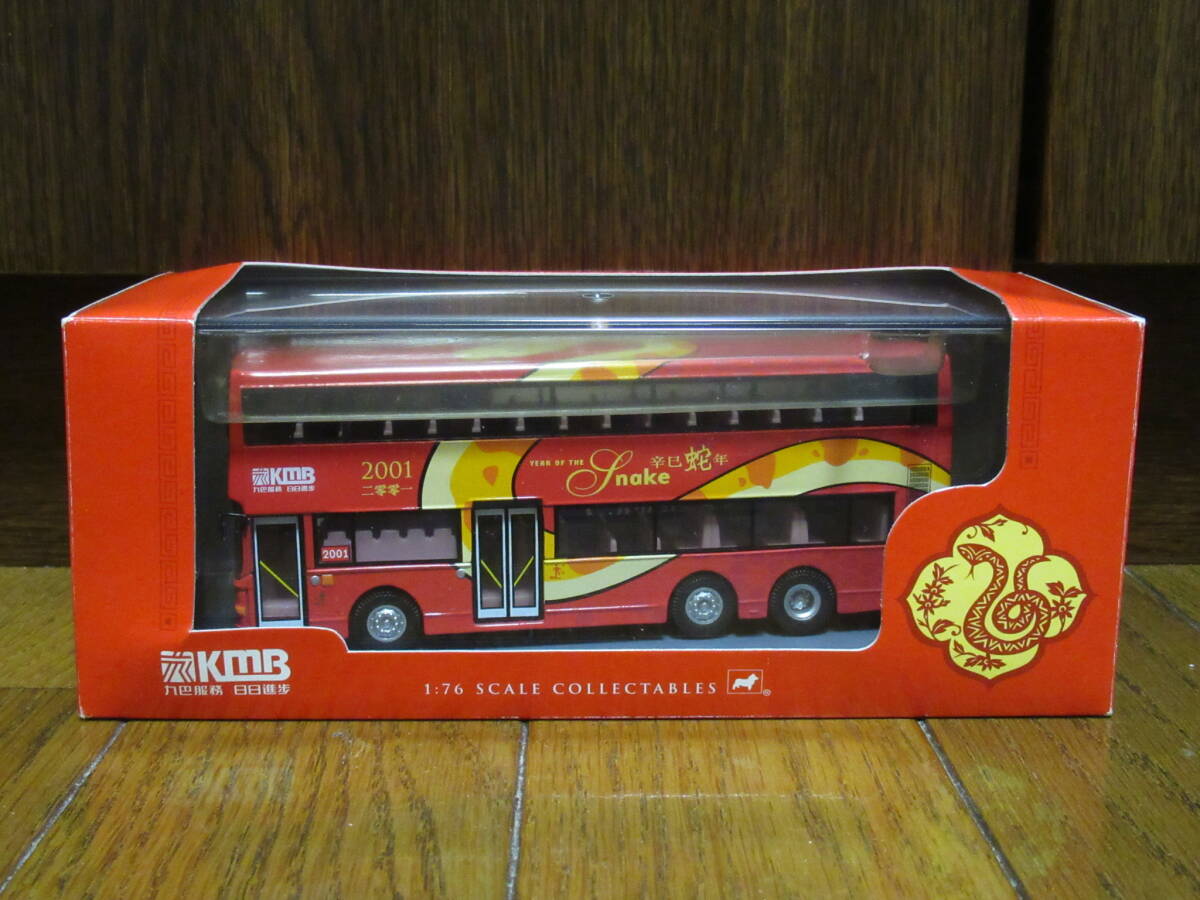 KMB
九巴服務 日日進步
2001
二零零一
YEAR OF THE
Snake
辛巳蛇年
2001
KMB
九巴服務 日日進步
1:76 SCALE COLLECTABLES ®